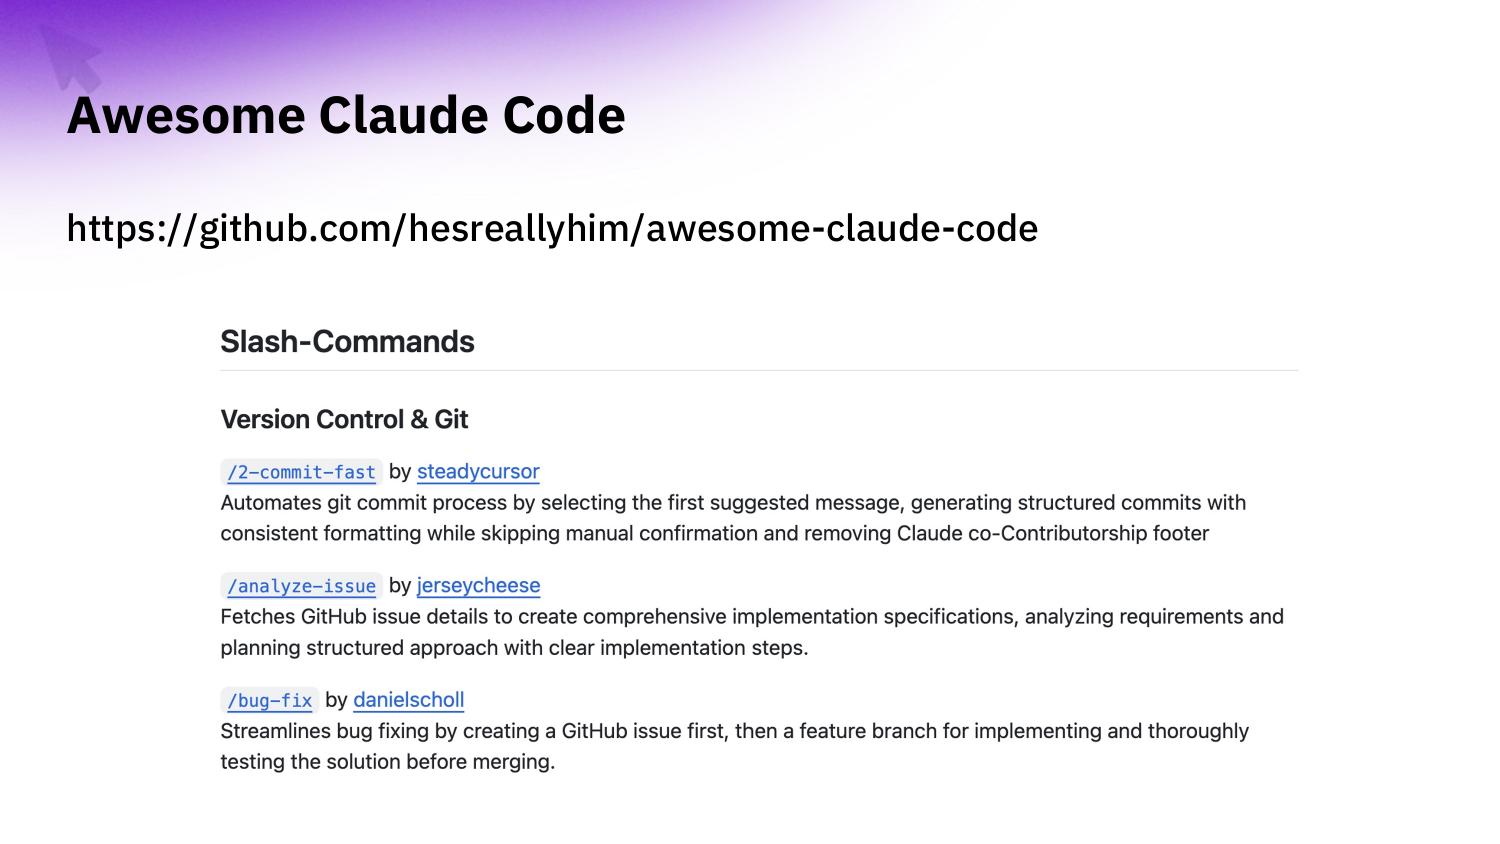 Awesome Claude Code
https://github.com/hesreallyhim/awesome-claude-code
Slash-Commands
Version Control & Git
/2-commit-fast by steadycursor
Automates git commit process by selecting the first suggested message, generating structured commits with
consistent formatting while skipping manual confirmation and removing Claude co-Contributorship footer
/analyze-issue by jerseycheese
Fetches GitHub issue details to create comprehensive implementation specifications, analyzing requirements and
planning structured approach with clear implementation steps.
/bug-fix by danielscholl
Streamlines bug fixing by creating a GitHub issue first, then a feature branch for implementing and thoroughly
testing the solution before merging.